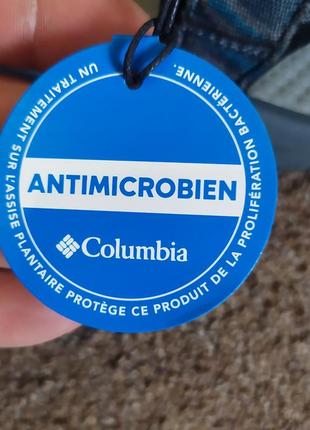 UN TRAITEMENT SUR L'ASSISE PLANTAIRE PROTÈGE CE PRODUIT DE LA PROLIFÉRATION BACTÉRIENNE.
ANTIMICROBIEN
Columbia